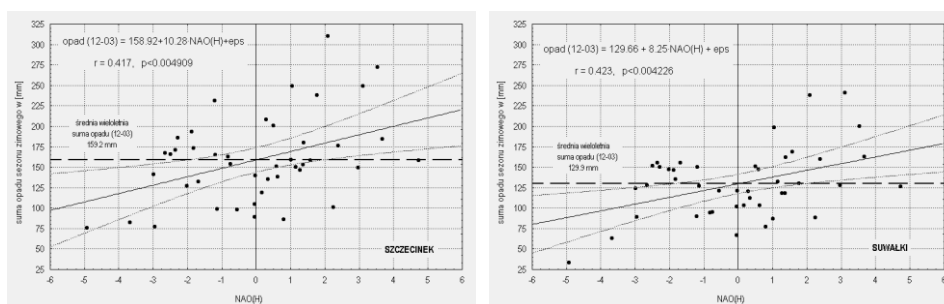 opad (12-03) = 158.92+10.28·NAO(H)+eps
r = 0.417, p<0.004909
średnia wieloletnia
suma opadu (12-03)
159.2 mm
SZCZECINEK
suma opadu sezonu zimowego w [mm]
325
300
275
250
225
200
175
150
125
100
75
50
25
-6 -5 -4 -3 -2 -1 0 1 2 3 4 5 6
NAO(H)
opad (12-03) = 129.66 + 8.25·NAO(H) + eps
r = 0.423, p<0.004226
średnia wieloletnia
suma opadu (12-03)
129.9 mm
SUWAŁKI
suma opadu sezonu zimowego w [mm]
325
300
275
250
225
200
175
150
125
100
75
50
25
-6 -5 -4 -3 -2 -1 0 1 2 3 4 5 6
NAO(H)